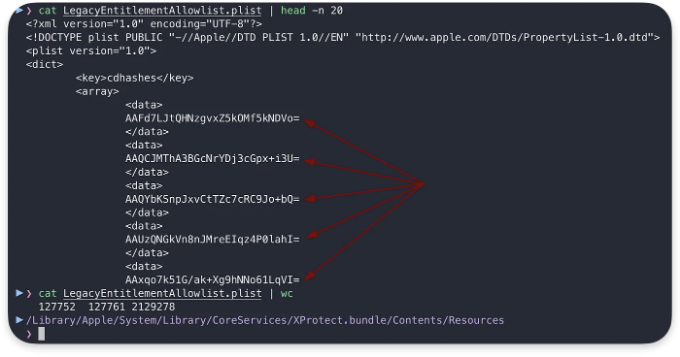 ❯ cat LegacyEntitlementAllowlist.plist | head -n 20
<?xml version="1.0" encoding="UTF-8"?>
<!DOCTYPE plist PUBLIC "-//Apple//DTD PLIST 1.0//EN" "http://www.apple.com/DTDs/PropertyList-1.0.dtd">
<plist version="1.0">
<dict>
<key>cdhashes</key>
<array>
<data>
AAFd7LJtQHNzgvxZ5kOMf5kNDVo=
</data>
<data>
AAQCJMThA3BGcNrYDj3cGpx+i3U=
</data>
<data>
AAQYbKSnpJxvCtTZc7cRC9Jo+bQ=
</data>
<data>
AAUzQNGkVn8nJMreEIqz4P0lahI=
</data>
<data>
AAxqo7k51G/ak+Xg9hNNo61LqVI=
❯ cat LegacyEntitlementAllowlist.plist | wc
127752 127761 2129278
/Library/Apple/System/Library/CoreServices/XProtect.bundle/Contents/Resources
❯